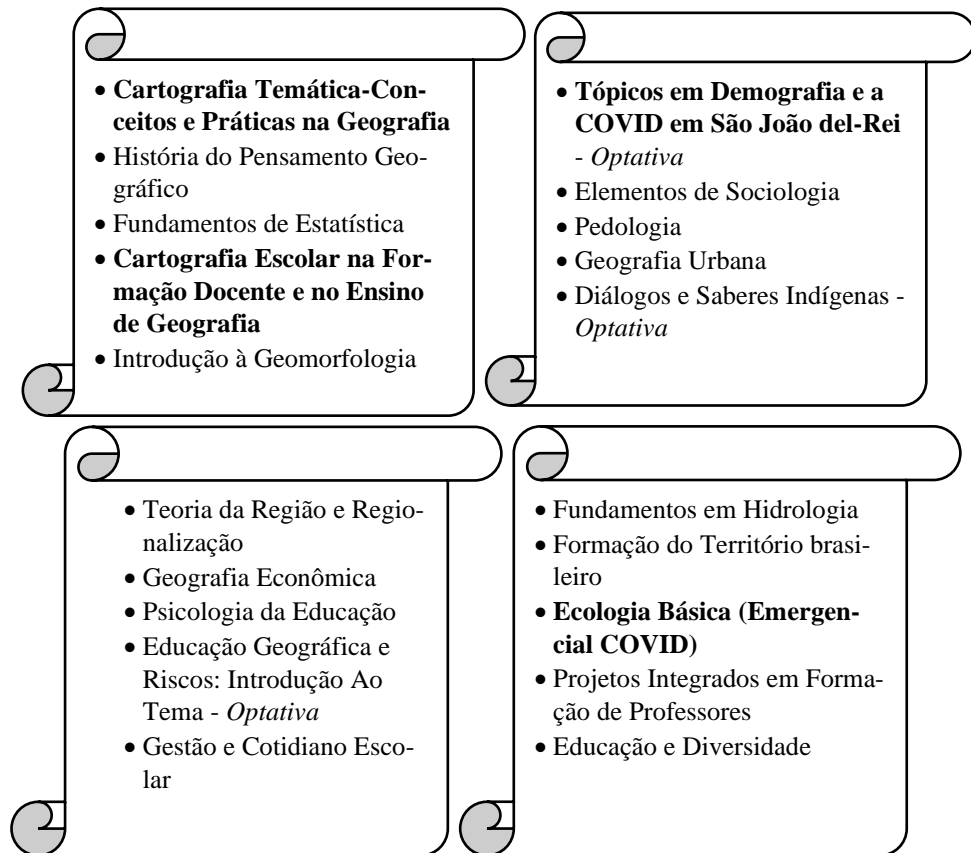 • Cartografia Temática-Con-
ceitos e Práticas na Geografia
• História do Pensamento Geo-
gráfico
• Fundamentos de Estatística
• Cartografia Escolar na For-
mação Docente e no Ensino
de Geografia
• Introdução à Geomorfologia
• Tópicos em Demografia e a
COVID em São João del-Rei
- Optativa
• Elementos de Sociologia
• Pedologia
• Geografia Urbana
• Diálogos e Saberes Indígenas -
Optativa
• Teoria da Região e Regio-
nalização
• Geografia Econômica
• Psicologia da Educação
• Educação Geográfica e
Riscos: Introdução Ao
Tema - Optativa
• Gestão e Cotidiano Esco-
lar
• Fundamentos em Hidrologia
• Formação do Território brasi-
leiro
• Ecologia Básica (Emergen-
cial COVID)
• Projetos Integrados em Forma-
ção de Professores
• Educação e Diversidade